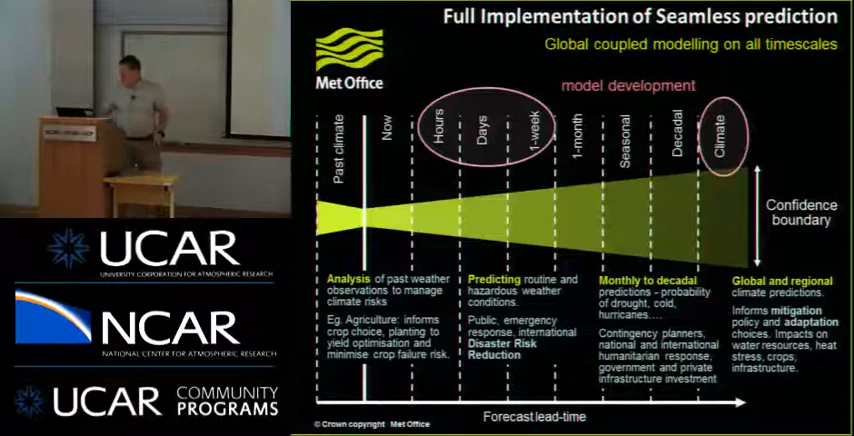 Full Implementation of Seamless prediction
Global coupled modelling on all timescales
Met Office
model development
Past climate
Now
Hours
Days
1-week
1-month
Seasonal
Decadal
Climate
Confidence
boundary
Analysis of past weather
observations to manage
climate risks
Eg. Agriculture: informs
crop choice, planting to
yield optimisation and
minimise crop failure risk.
Predicting routine and
hazardous weather
conditions.
Public, emergency
response, international
Disaster Risk
Reduction
Monthly to decadal
predictions - probability
of drought, cold,
hurricanes....
Contingency planners,
national and international
humanitarian response,
government and private
infrastructure investment
Global and regional
climate predictions.
Informs mitigation
policy and adaptation
choices. Impacts on
water resources, heat
stress, crops,
infrastructure.
Forecast lead-time
© Crown copyright Met Office
UCAR
UNIVERSITY CORPORATION FOR ATMOSPHERIC RESEARCH
NCAR
NATIONAL CENTER FOR ATMOSPHERIC RESEARCH
UCAR COMMUNITY
PROGRAMS